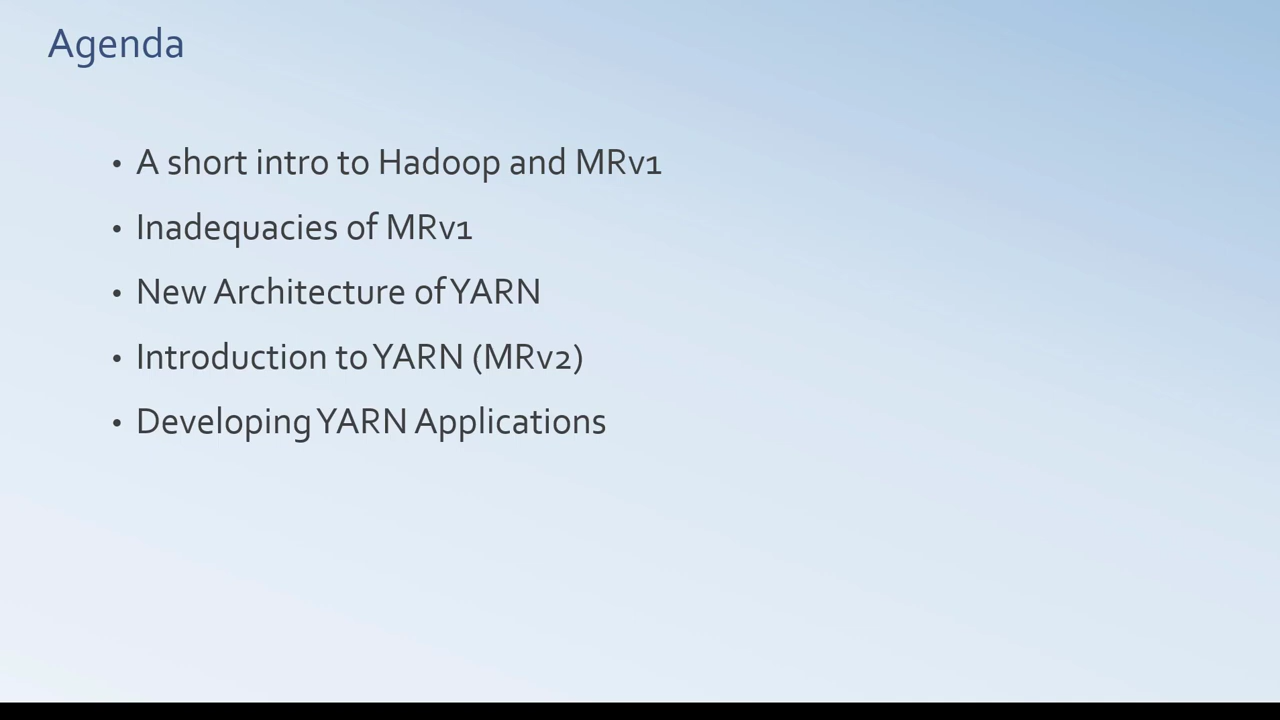 Agenda
• A short intro to Hadoop and MRv1
• Inadequacies of MRv1
• New Architecture of YARN
• Introduction to YARN (MRv2)
• Developing YARN Applications